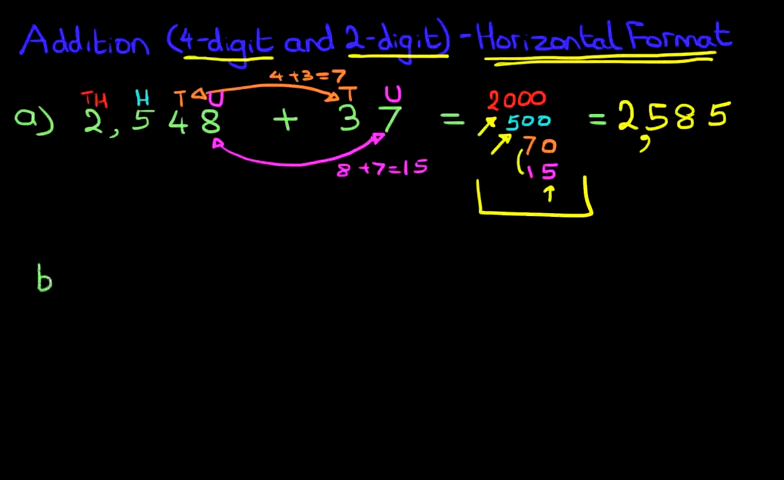 Addition (4-digit and 2-digit) - Horizontal Format
4+3=7
TH H T U T U
a) 2,548 + 37 = 2000 = 2,585
500
70
15
8+7=15
b